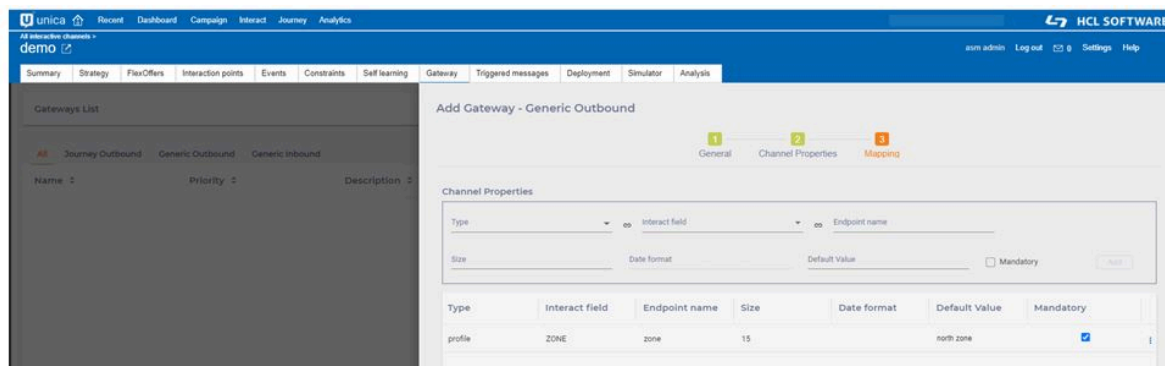 unica Recent Dashboard Campaign Interact Journey Analytics HCL SOFTWARE
All interactive channels >
demo asm admin Log out 0 Settings Help
Summary Strategy FlexOffers Interaction points Events Constraints Self learning Gateway Triggered messages Deployment Simulator Analysis
Gateways List Add Gateway - Generic Outbound
1 2 3
General Channel Properties Mapping
All Journey Outbound Generic Outbound Generic Inbound
Name Priority Description
Channel Properties
Type Interact field Endpoint name
Size Date format Default Value Mandatory Add
Type Interact field Endpoint name Size Date format Default Value Mandatory
profile ZONE zone 15 north zone